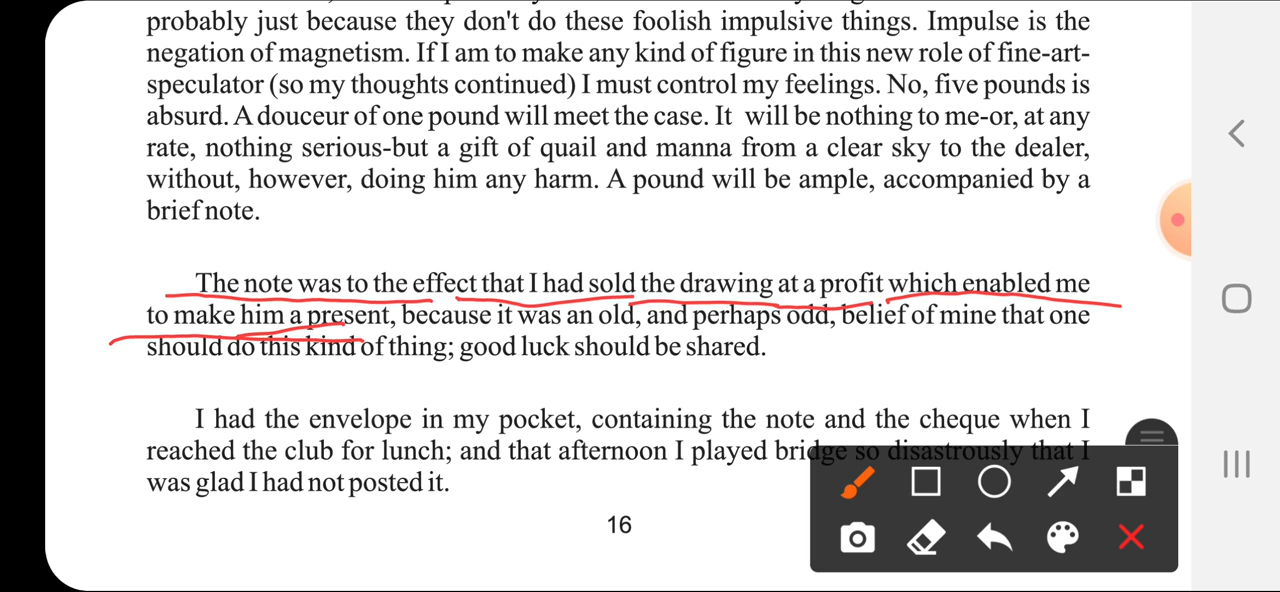 probably just because they don't do these foolish impulsive things. Impulse is the
negation of magnetism. If I am to make any kind of figure in this new role of fine-art-
speculator (so my thoughts continued) I must control my feelings. No, five pounds is
absurd. A douceur of one pound will meet the case. It will be nothing to me-or, at any
rate, nothing serious-but a gift of quail and manna from a clear sky to the dealer,
without, however, doing him any harm. A pound will be ample, accompanied by a
brief note.
The note was to the effect that I had sold the drawing at a profit which enabled me
to make him a present, because it was an old, and perhaps odd, belief of mine that one
should do this kind of thing; good luck should be shared.
I had the envelope in my pocket, containing the note and the cheque when I
reached the club for lunch; and that afternoon I played bridge so disastrously that I
was glad I had not posted it.
16